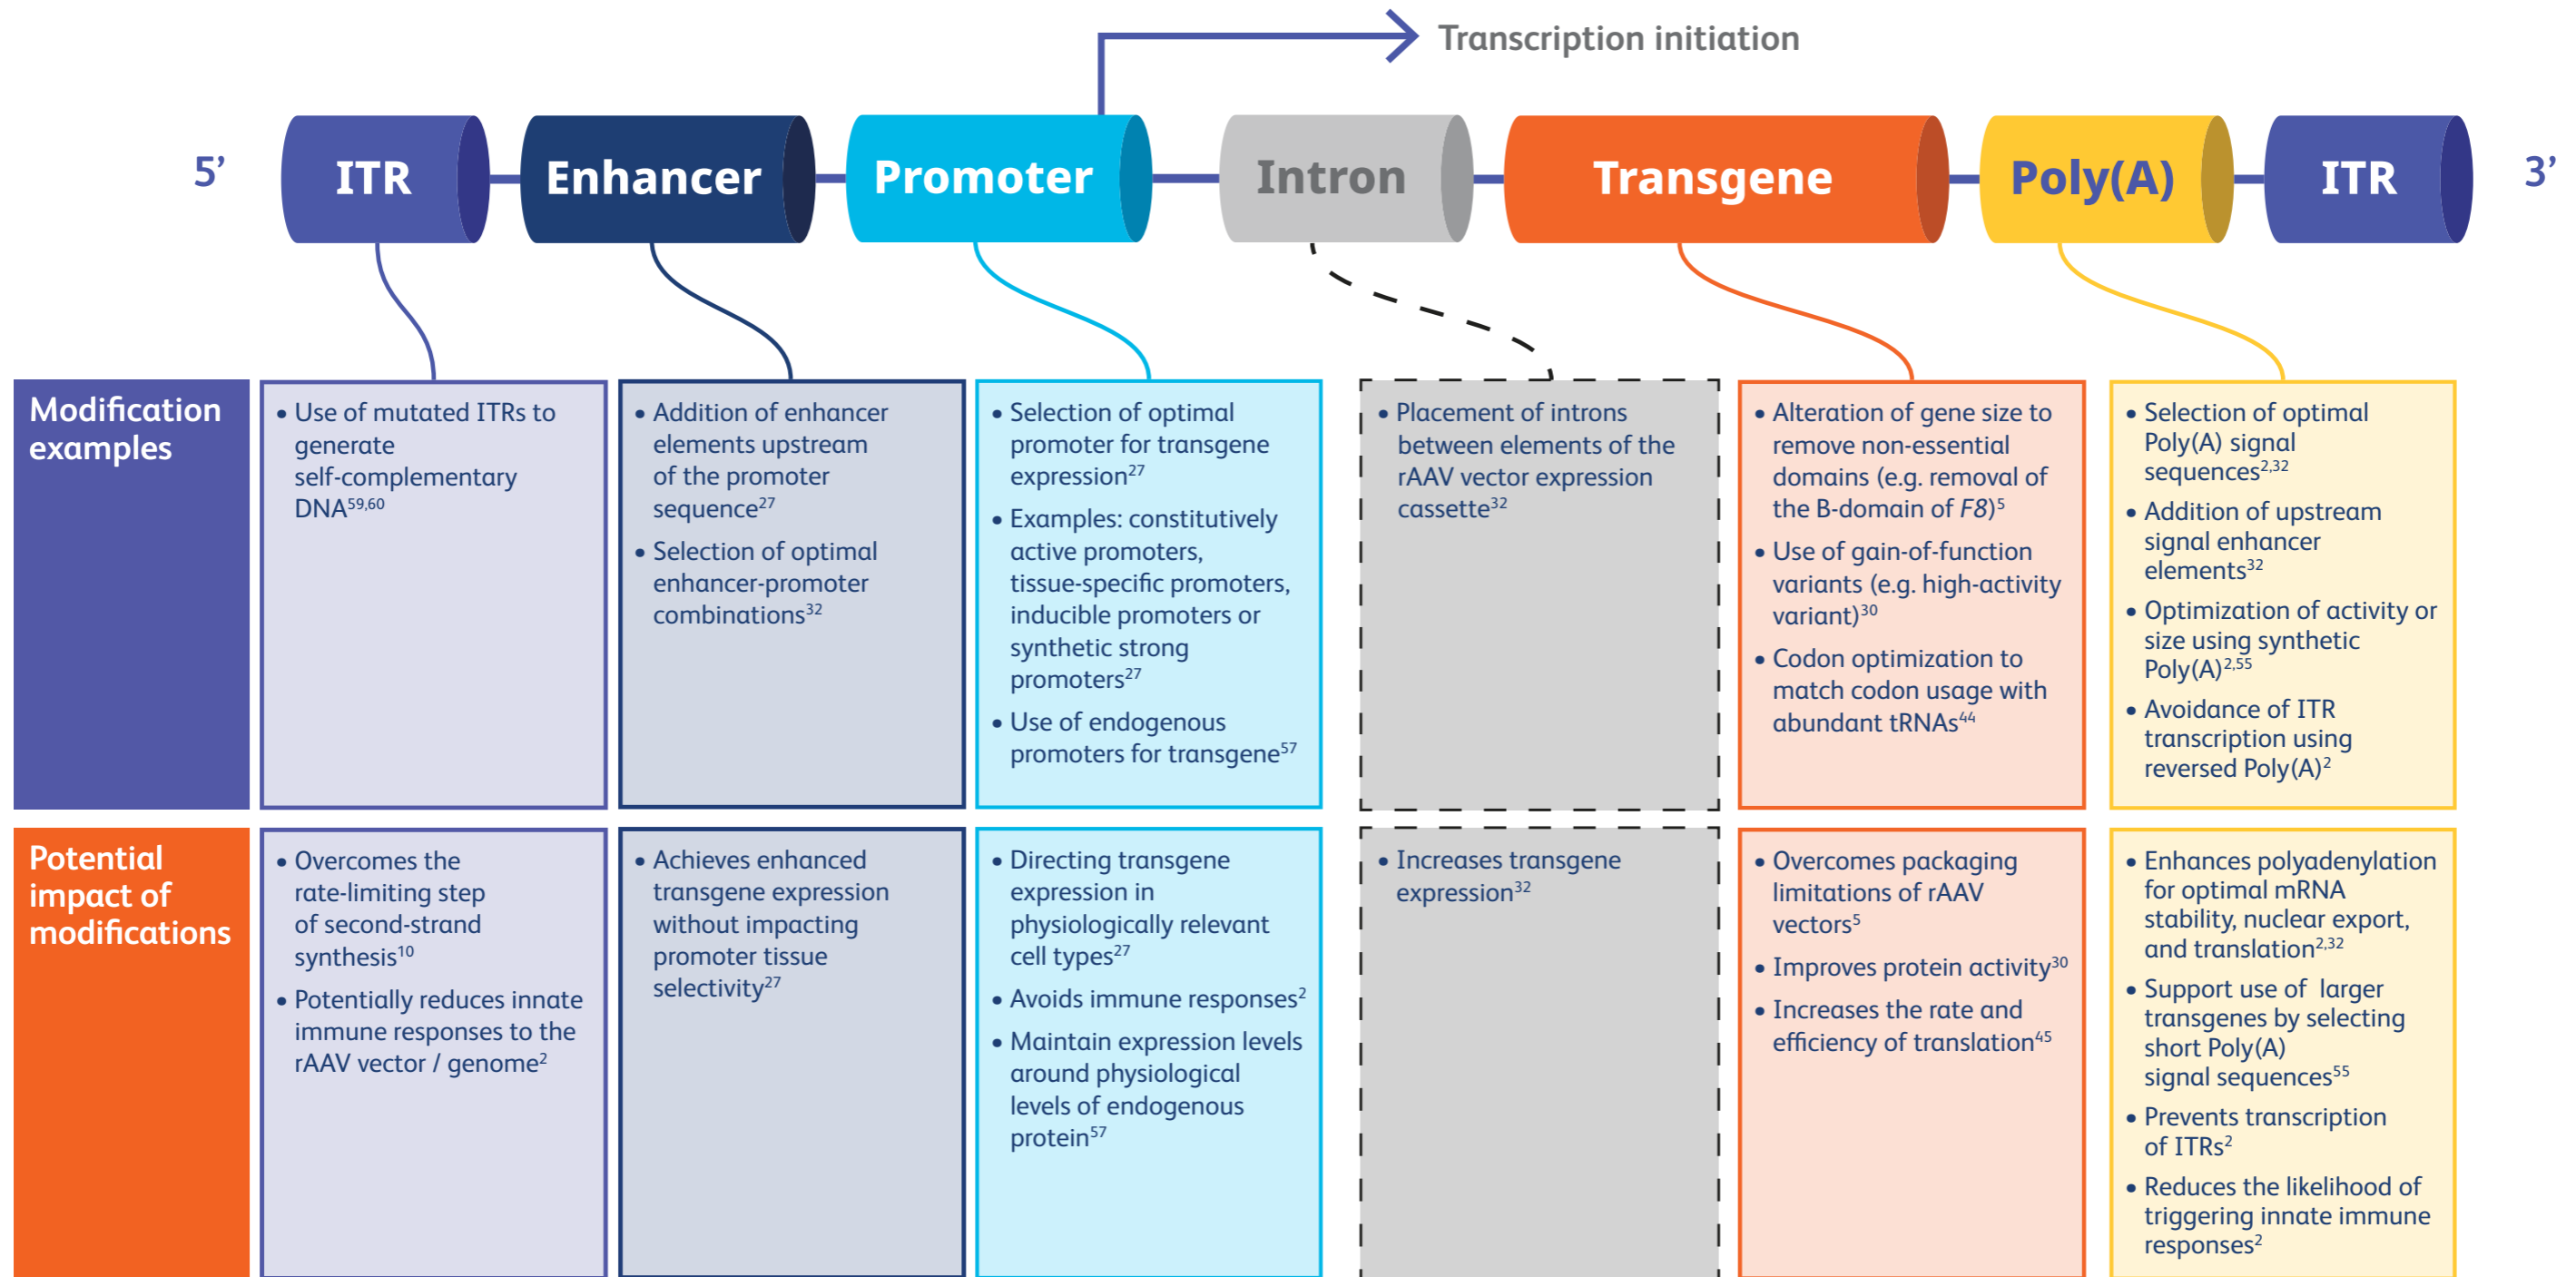 Transcription initiation
5’
ITR
Enhancer
Promoter
Intron
Transgene
Poly(A)
ITR
3’
Modification
examples
• Use of mutated ITRs to
generate
self-complementary
DNA59,60
• Addition of enhancer
elements upstream
of the promoter
sequence27
• Selection of optimal
enhancer-promoter
combinations32
• Selection of optimal
promoter for transgene
expression27
• Examples: constitutively
active promoters,
tissue-specific promoters,
inducible promoters or
synthetic strong
promoters27
• Use of endogenous
promoters for transgene57
• Placement of introns
between elements of the
rAAV vector expression
cassette32
• Alteration of gene size to
remove non-essential
domains (e.g. removal of
the B-domain of F8)5
• Use of gain-of-function
variants (e.g. high-activity
variant)30
• Codon optimization to
match codon usage with
abundant tRNAs44
• Selection of optimal
Poly(A) signal
sequences2,32
• Addition of upstream
signal enhancer
elements32
• Optimization of activity or
size using synthetic
Poly(A)2,55
• Avoidance of ITR
transcription using
reversed Poly(A)2
Potential
impact of
modifications
• Overcomes the
rate-limiting step
of second-strand
synthesis10
• Potentially reduces innate
immune responses to the
rAAV vector / genome2
• Achieves enhanced
transgene expression
without impacting
promoter tissue
selectivity27
• Directing transgene
expression in
physiologically relevant
cell types27
• Avoids immune responses2
• Maintain expression levels
around physiological
levels of endogenous
protein57
• Increases transgene
expression32
• Overcomes packaging
limitations of rAAV
vectors5
• Improves protein activity30
• Increases the rate and
efficiency of translation45
• Enhances polyadenylation
for optimal mRNA
stability, nuclear export,
and translation2,32
• Support use of larger
transgenes by selecting
short Poly(A)
signal sequences55
• Prevents transcription
of ITRs2
• Reduces the likelihood of
triggering innate immune
responses2